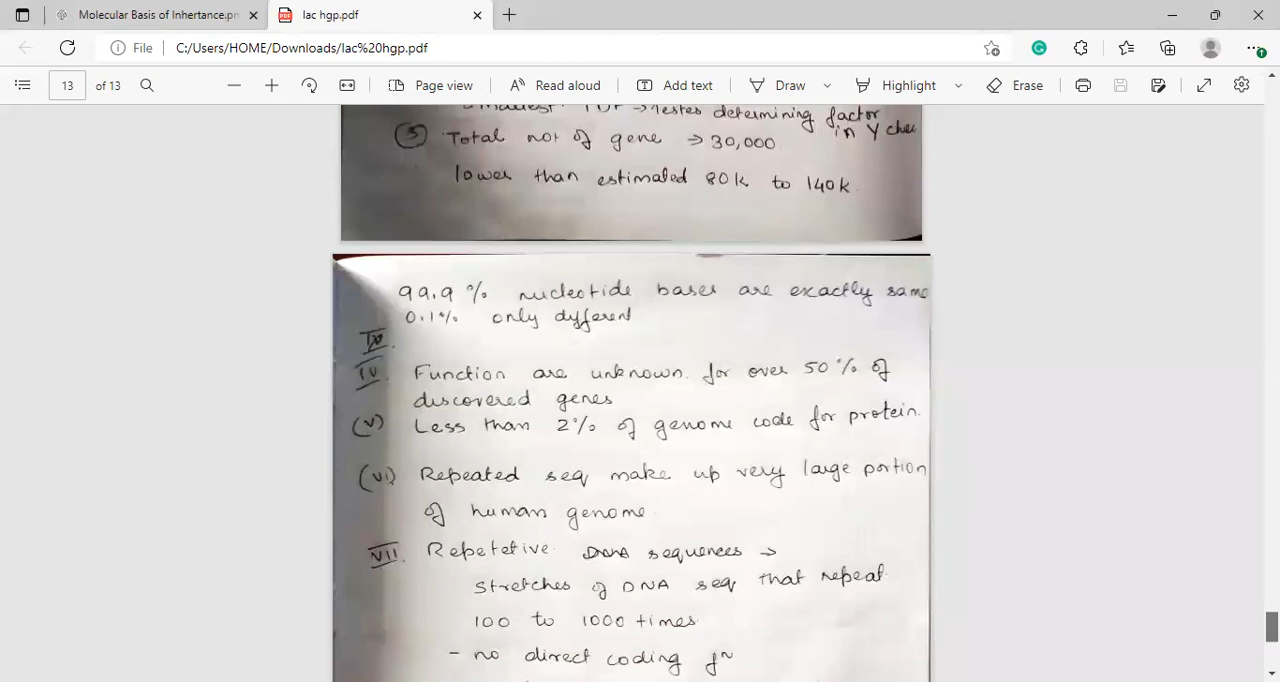 Molecular Basis of Inhertance.pr
lac hgp.pdf
File
C:/Users/HOME/Downloads/lac%20hgp.pdf
13 of 13
Page view
Read aloud
Add text
Draw
Highlight
Erase
TDF → Testes determining factor
in Y chro
(3) Total no. of gene → 30,000
lower than estimated 80k to 140k.
99.9 % nucleotide bases are exactly same
0.1% only different
IV. Function are unknown for over 50% of
discovered genes
(V) Less than 2% of genome code for protein.
(VI) Repeated seq make up very large portion
of human genome.
VII. Repetetive DNA sequences →
stretches of DNA seq that repeat
100 to 1000 times
- no direct coding fn